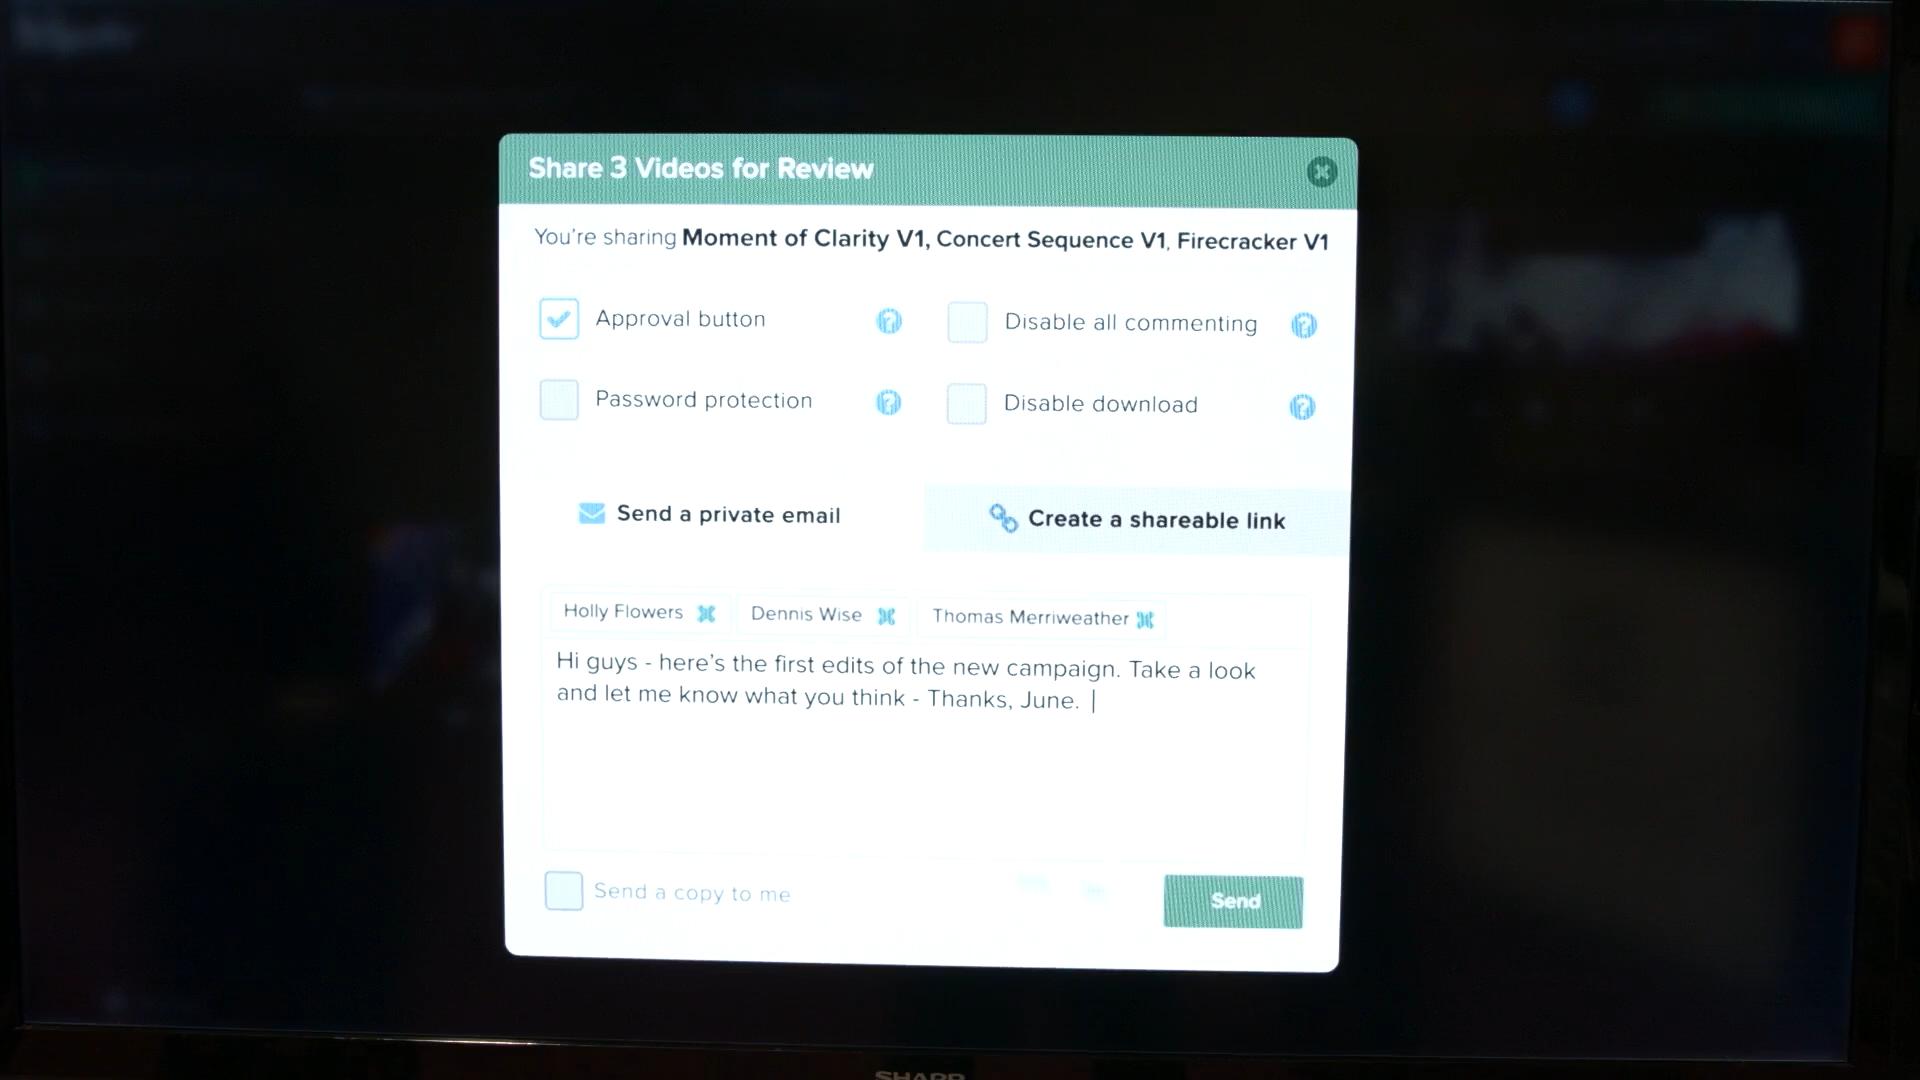 Share 3 Videos for Review
You're sharing Moment of Clarity V1, Concert Sequence V1, Firecracker V1
Approval button
Disable all commenting
Password protection
Disable download
Send a private email
Create a shareable link
Holly Flowers
Dennis Wise
Thomas Merriweather
Hi guys - here's the first edits of the new campaign. Take a look
and let me know what you think - Thanks, June.
Send a copy to me
Send
SHARP